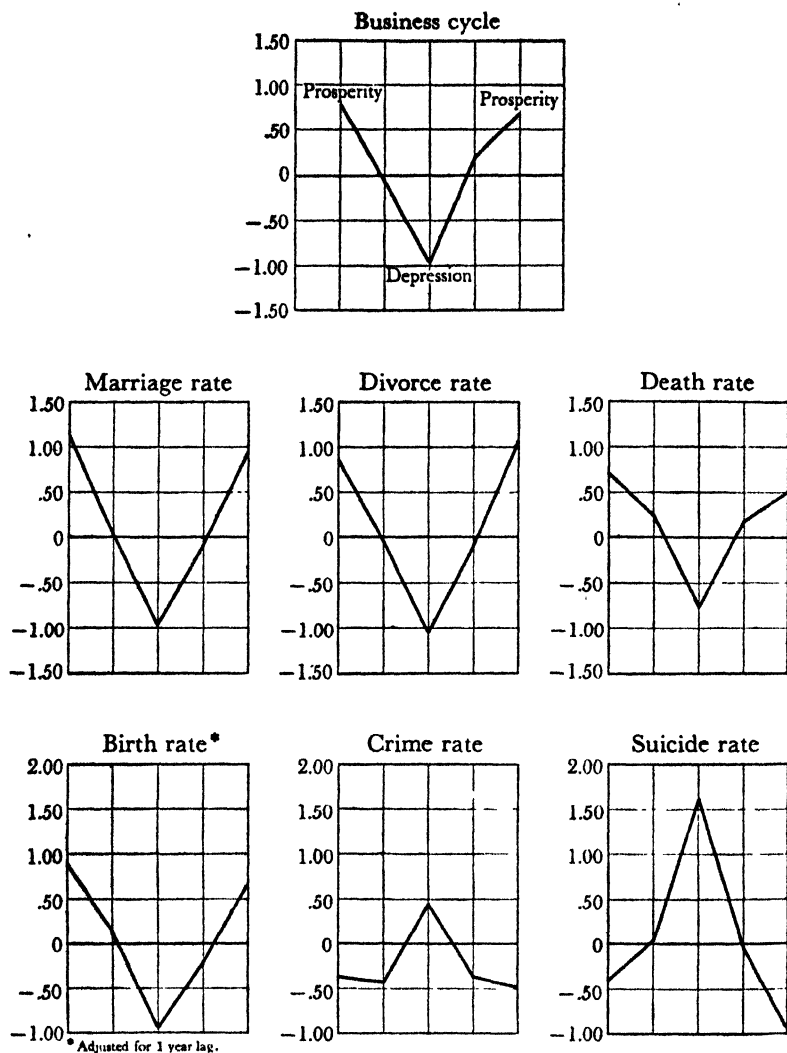 Business cycle
1.50
1.00
Prosperity Prosperity
.50
0
−.50
−1.00
Depression
−1.50
Marriage rate Divorce rate Death rate
1.50 1.50 1.50
1.00 1.00 1.00
.50 .50 .50
0 0 0
−.50 −.50 −.50
−1.00 −1.00 −1.00
−1.50 −1.50 −1.50
Birth rate* Crime rate Suicide rate
2.00 2.00 2.00
1.50 1.50 1.50
1.00 1.00 1.00
.50 .50 .50
0 0 0
−.50 −.50 −.50
−1.00 −1.00 −1.00
* Adjusted for 1 year lag.